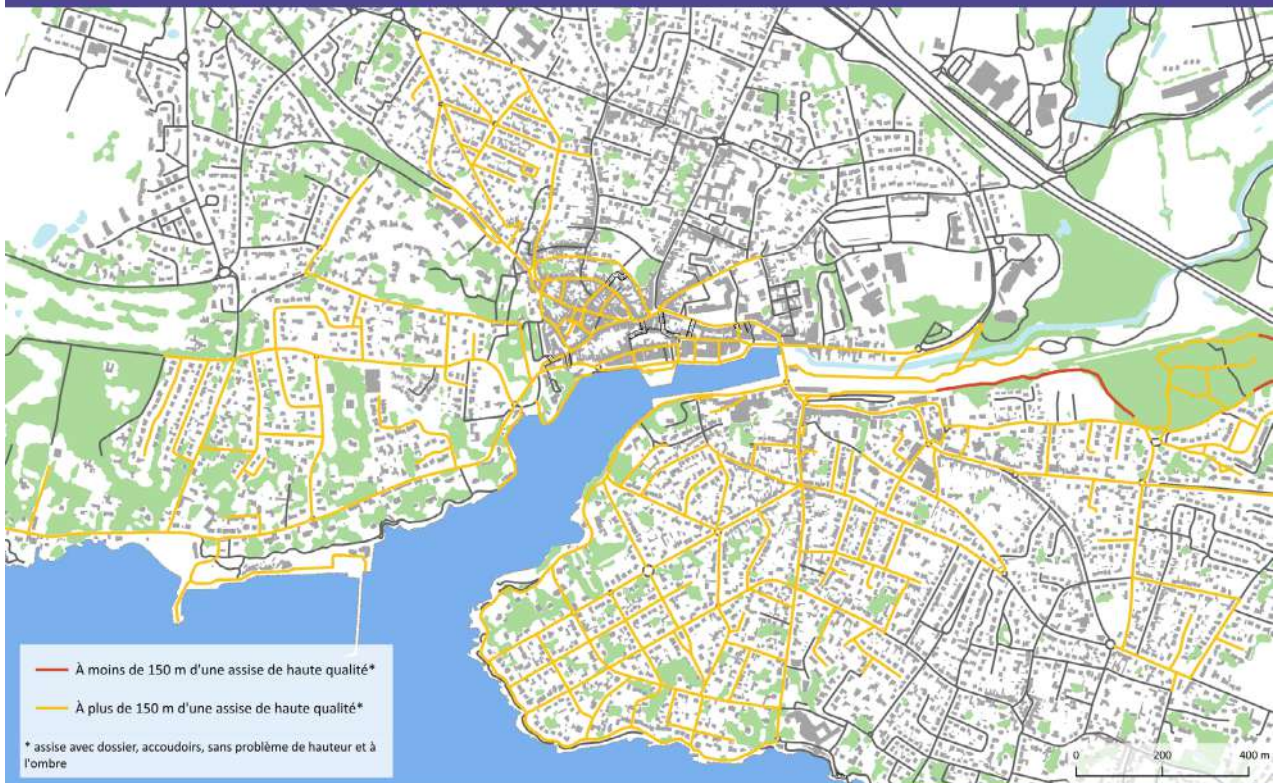 À moins de 150 m d'une assise de haute qualité*
À plus de 150 m d'une assise de haute qualité*
* assise avec dossier, accoudoirs, sans problème de hauteur et à
l'ombre
0 200 400 m